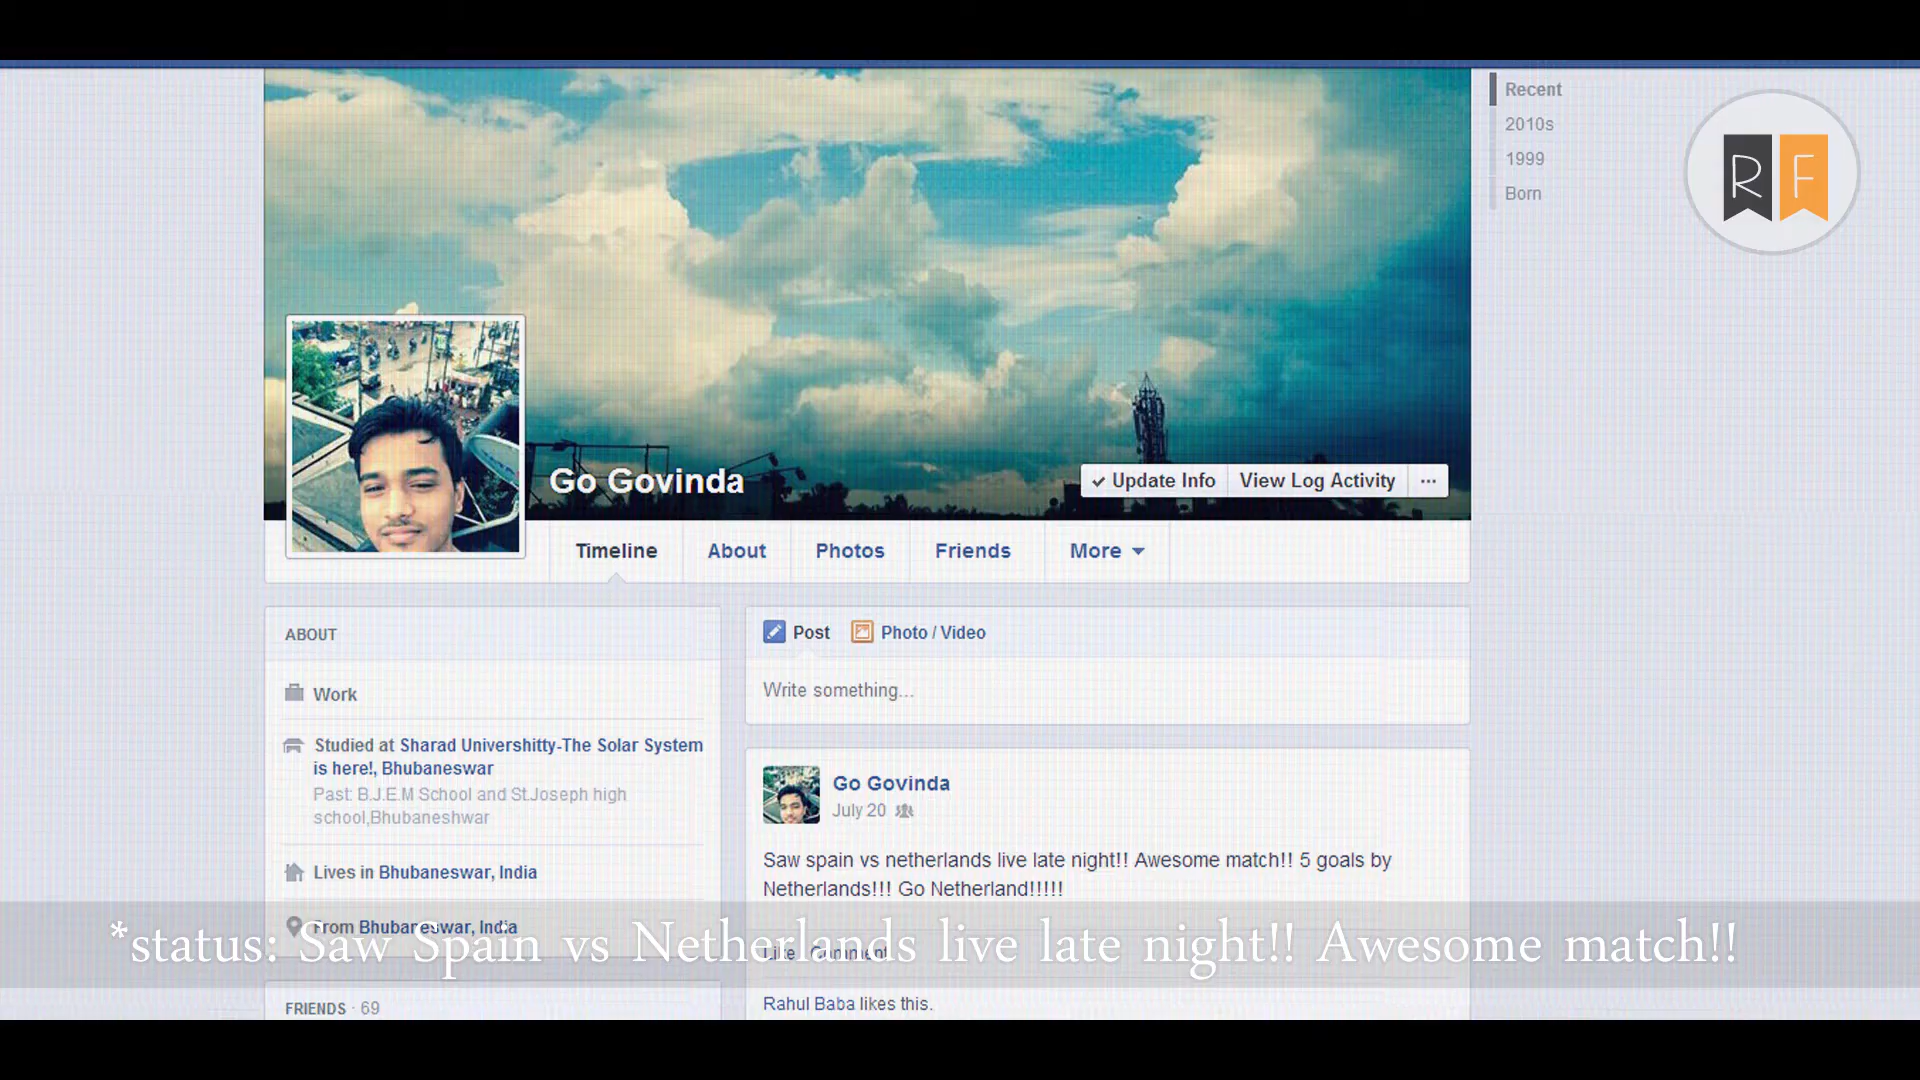 Recent
2010s
1999
Born
R F
Go Govinda
Update Info
View Log Activity
...
Timeline
About
Photos
Friends
More
ABOUT
Work
Studied at Sharad Univershitty-The Solar System
is here!, Bhubaneswar
Past: B.J.E.M School and St.Joseph high
school,Bhubaneshwar
Lives in Bhubaneswar, India
From Bhubaneswar, India
FRIENDS · 69
Post
Photo / Video
Write something...
Go Govinda
July 20
Saw spain vs netherlands live late night!! Awesome match!! 5 goals by
Netherlands!!! Go Netherland!!!!!
Like Comment
Rahul Baba likes this.
*status: Saw Spain vs Netherlands live late night!! Awesome match!!